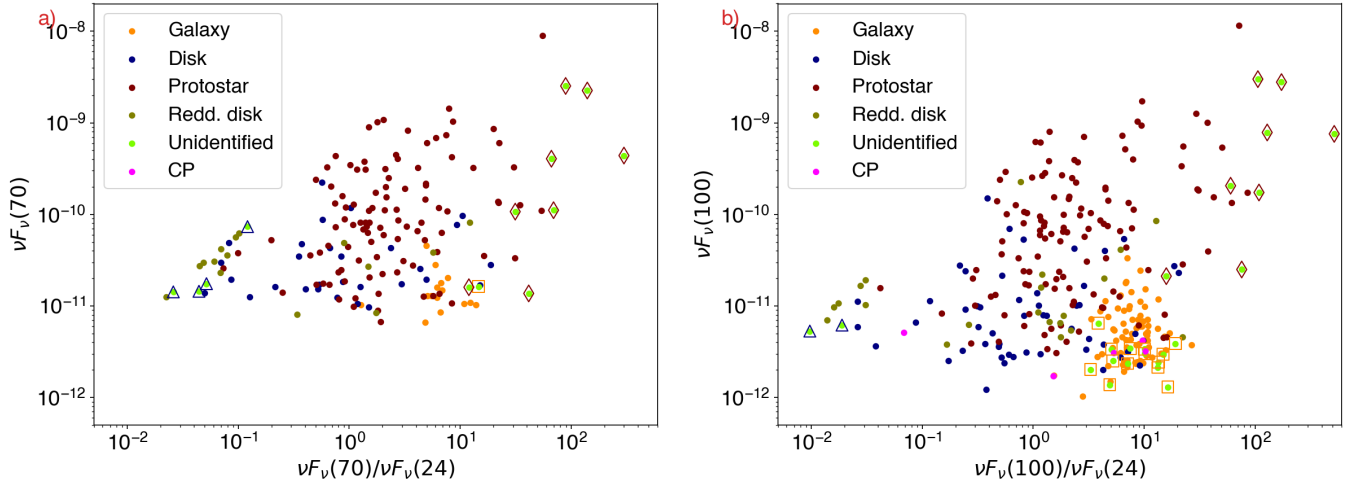 a)
νFν(70)
10⁻⁸
10⁻⁹
10⁻¹⁰
10⁻¹¹
10⁻¹²
Galaxy
Disk
Protostar
Redd. disk
Unidentified
CP
10⁻²
10⁻¹
10⁰
10¹
10²
νFν(70)/νFν(24)
b)
νFν(100)
10⁻⁸
10⁻⁹
10⁻¹⁰
10⁻¹¹
10⁻¹²
Galaxy
Disk
Protostar
Redd. disk
Unidentified
CP
10⁻²
10⁻¹
10⁰
10¹
10²
νFν(100)/νFν(24)